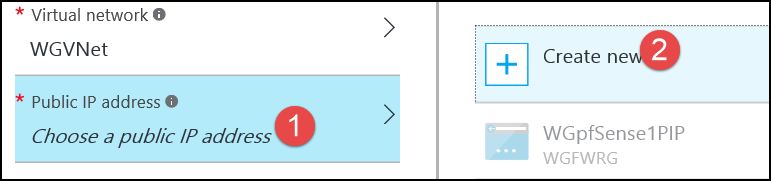 * Virtual network
WGVNet
* Public IP address
Choose a public IP address
1
Create new
2
WGpfSense1PIP
WGFWRG